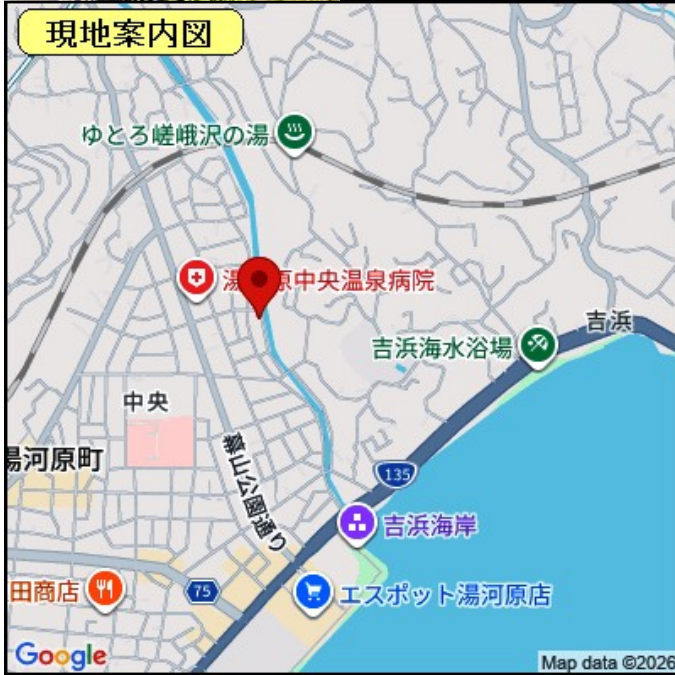 現地案内図
ゆとろ嵯峨沢の湯
湯河原中央温泉病院
吉浜
吉浜海水浴場
中央
湯河原町
幕山公園通り
135
吉浜海岸
田商店
75
エスポット湯河原店
Google
Map data ©2026